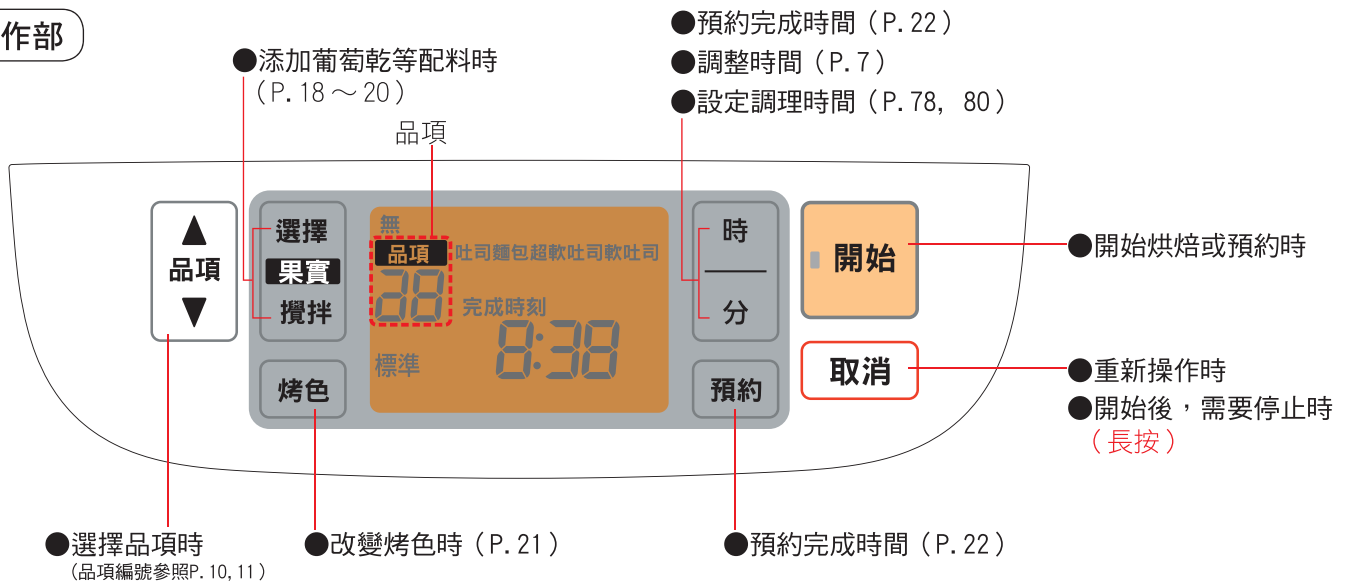 作部
●預約完成時間（P.22）
●調整時間（P.7）
●設定調理時間（P.78, 80）
●添加葡萄乾等配料時
（P.18～20）
品項
▲
品項
▼
選擇
果實
攪拌
烤色
無
品項 吐司麵包超軟吐司軟吐司
38
完成時刻
8:38
標準
時
分
預約
開始
取消
●開始烘焙或預約時
●重新操作時
●開始後，需要停止時
（長按）
●選擇品項時
（品項編號參照P.10,11）
●改變烤色時（P.21）
●預約完成時間（P.22）